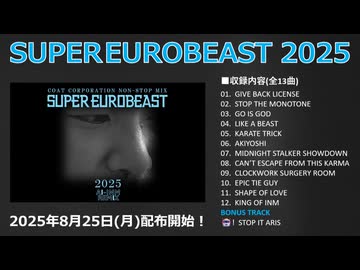 SUPER EUROBEAST 2025
COAT CORPORATION NON-STOP MIX
SUPER EUROBEAST
2025
REMIX
■収録内容(全13曲)
01. GIVE BACK LICENSE
02. STOP THE MONOTONE
03. GO IS GOD
04. LIKE A BEAST
05. KARATE TRICK
06. AKIYOSHI
07. MIDNIGHT STALKER SHOWDOWN
08. CAN'T ESCAPE FROM THIS KARMA
09. CLOCKWORK SURGERY ROOM
10. EPIC TIE GUY
11. SHAPE OF LOVE
12. KING OF INM
BONUS TRACK
! STOP IT ARIS
2025年8月25日(月)配布開始！